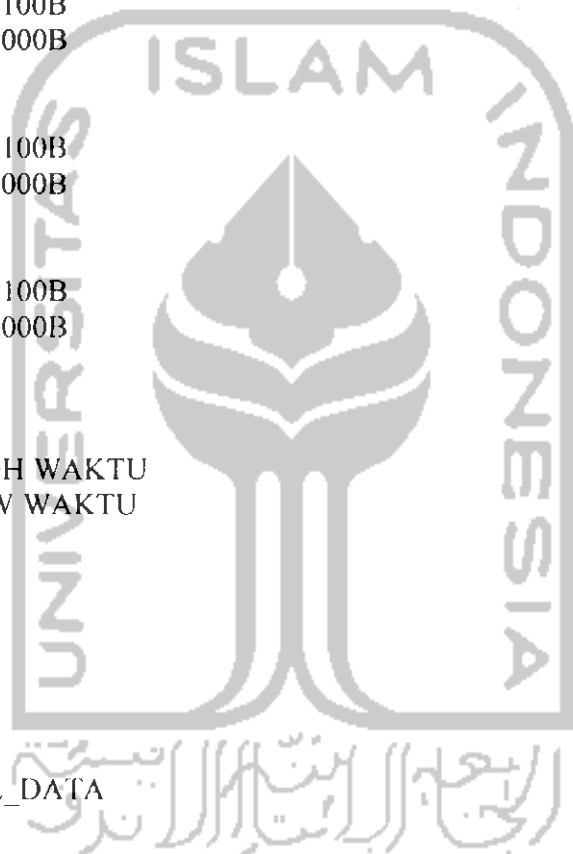 100B
000B
100B
000B
100B
000B
H WAKTU
W WAKTU
_DATA
ISLAM
UNIVERSITAS
INDONESIA